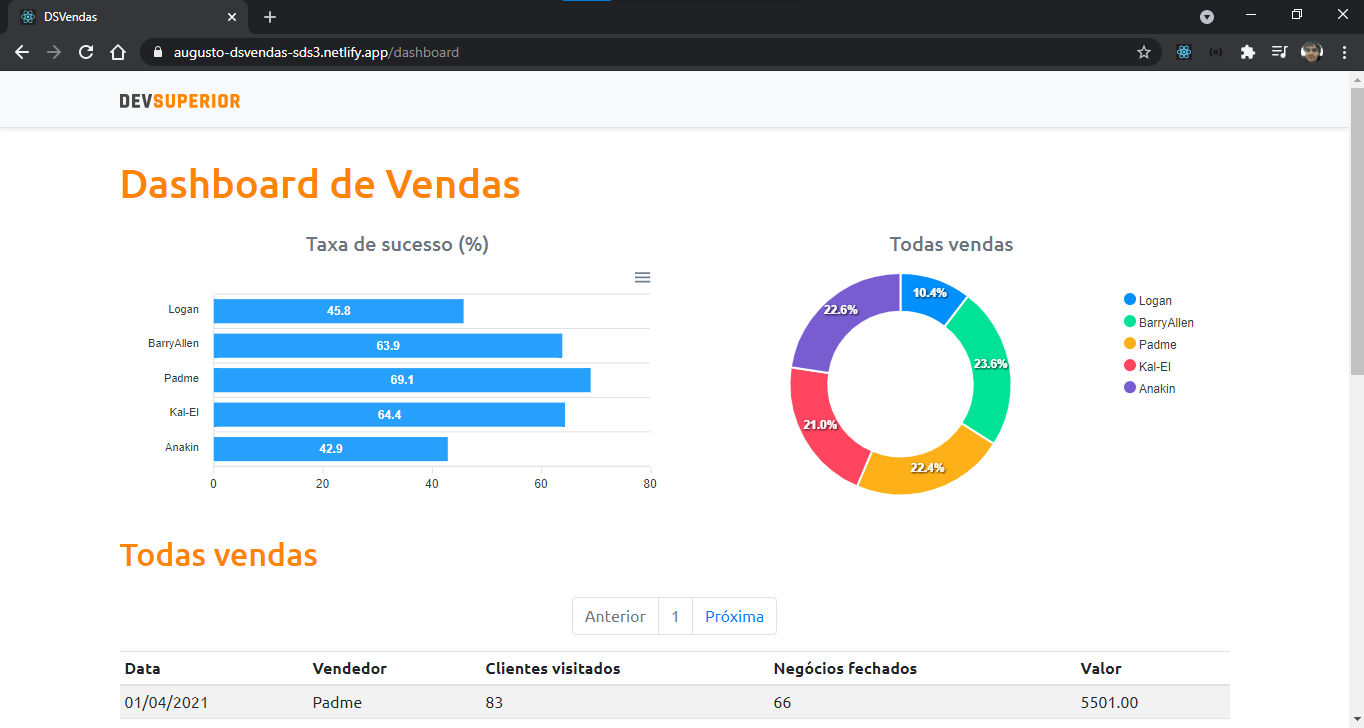 DSVendas
augusto-dsvendas-sds3.netlify.app/dashboard
DEVSUPERIOR
Dashboard de Vendas
Taxa de sucesso (%)
Logan 45.8
BarryAllen 63.9
Padme 69.1
Kal-El 64.4
Anakin 42.9
0 20 40 60 80
Todas vendas
10.4%
23.6%
22.4%
21.0%
22.6%
Logan
BarryAllen
Padme
Kal-El
Anakin
Todas vendas
Anterior 1 Próxima
Data Vendedor Clientes visitados Negócios fechados Valor
01/04/2021 Padme 83 66 5501.00